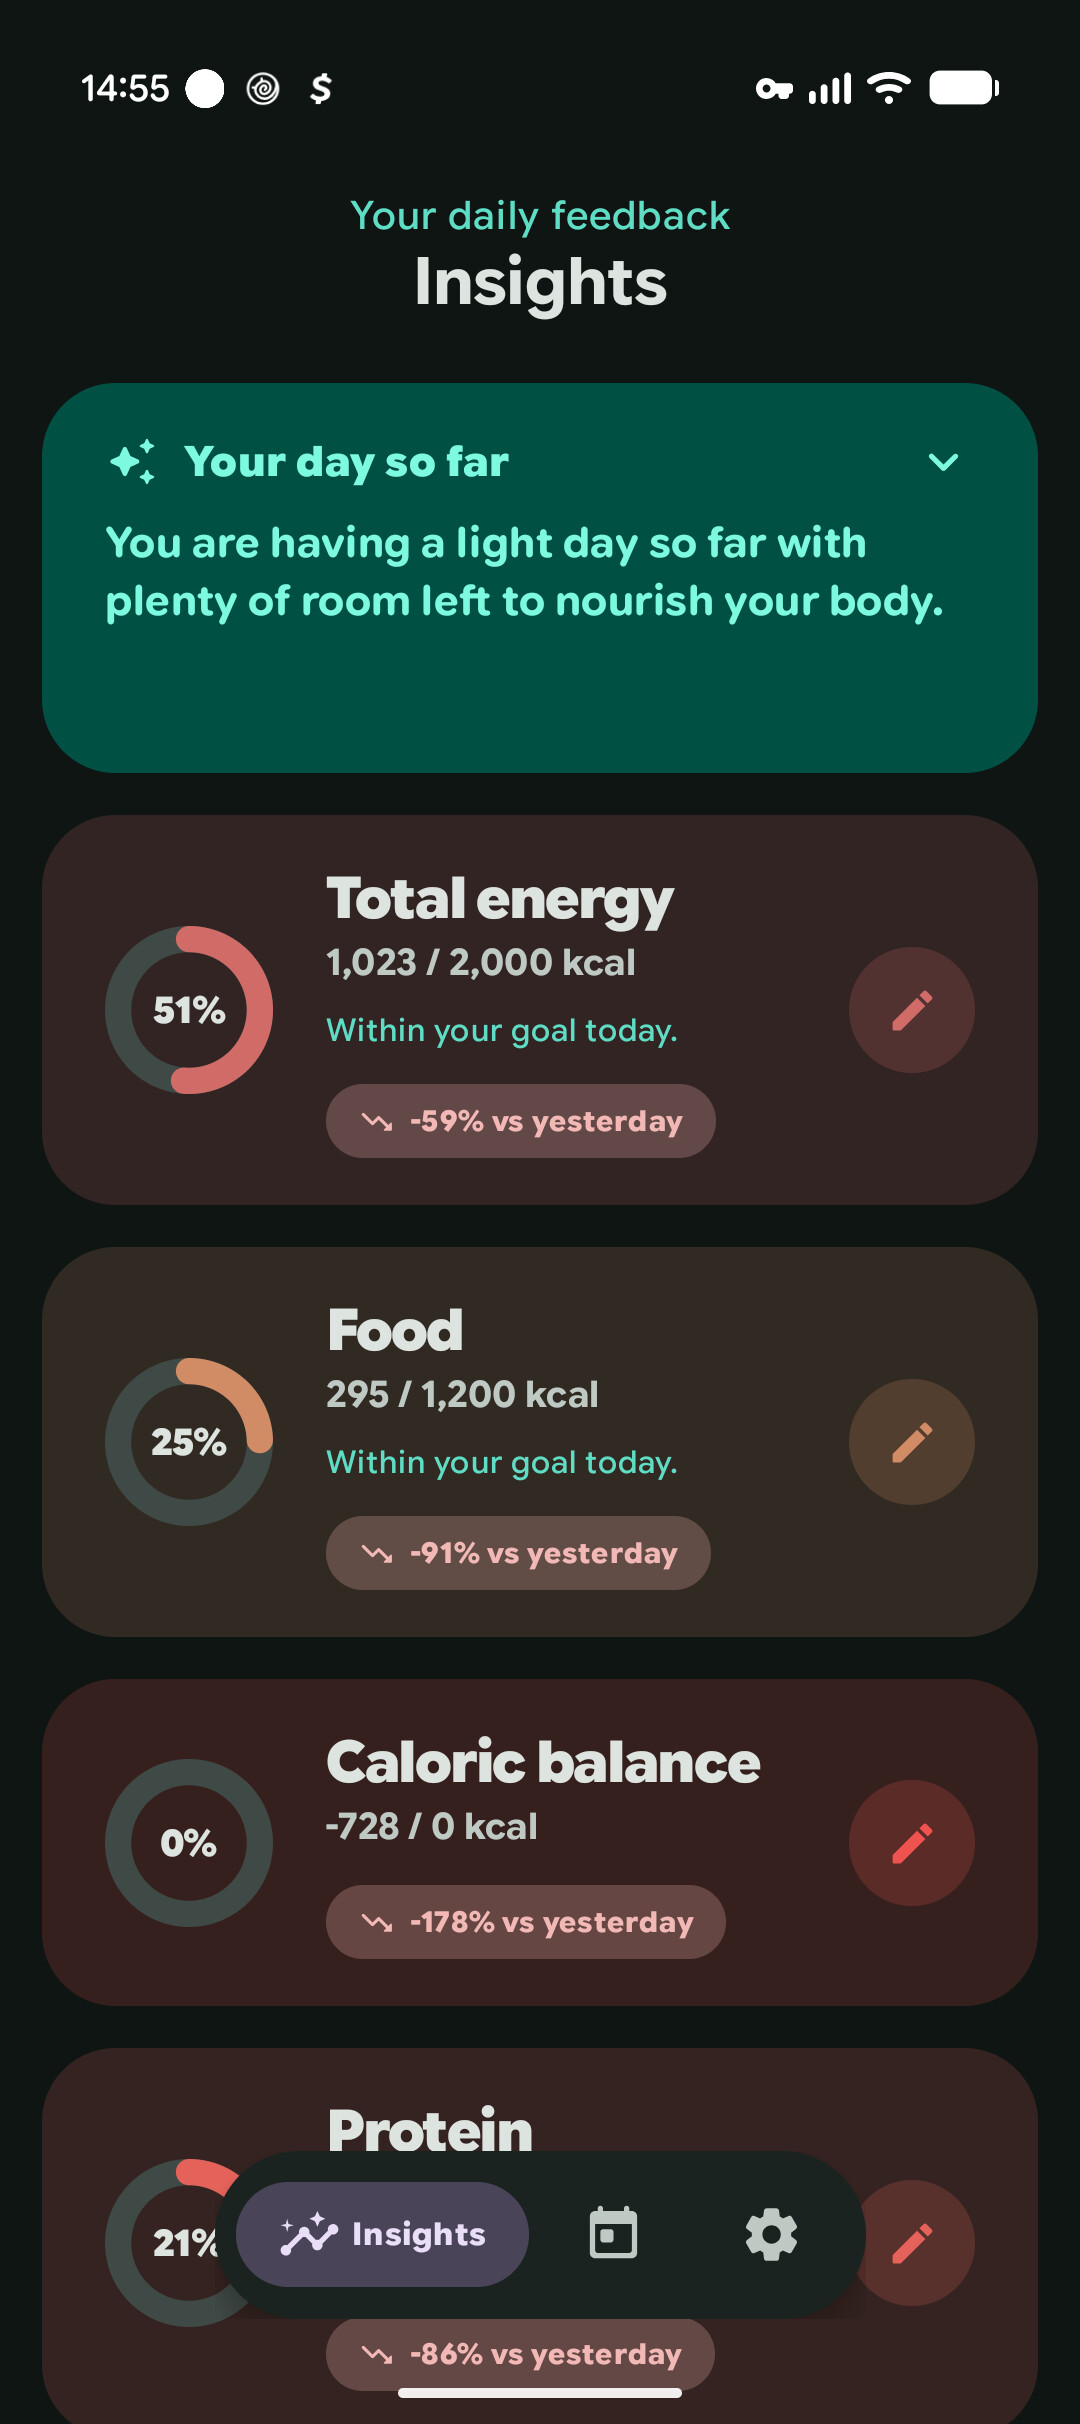 14:55
Your daily feedback
Insights
Your day so far
You are having a light day so far with
plenty of room left to nourish your body.
Total energy
1,023 / 2,000 kcal
51%
Within your goal today.
-59% vs yesterday
Food
295 / 1,200 kcal
25%
Within your goal today.
-91% vs yesterday
Caloric balance
-728 / 0 kcal
0%
-178% vs yesterday
Protein
21%
Insights
-86% vs yesterday